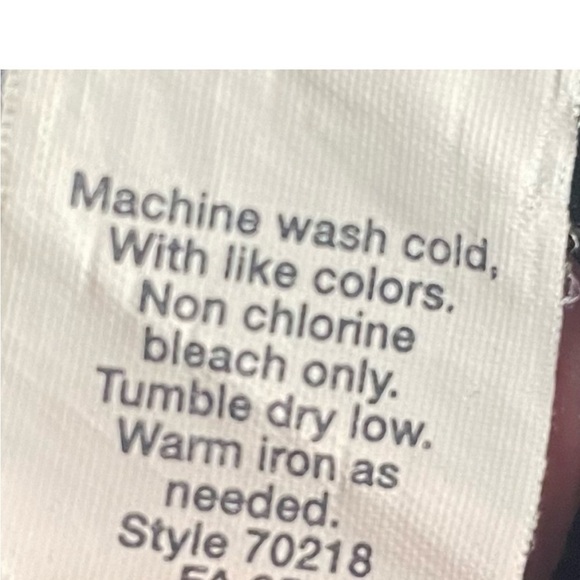 Machine wash cold,
With like colors.
Non chlorine
bleach only.
Tumble dry low.
Warm iron as
needed.
Style 70218